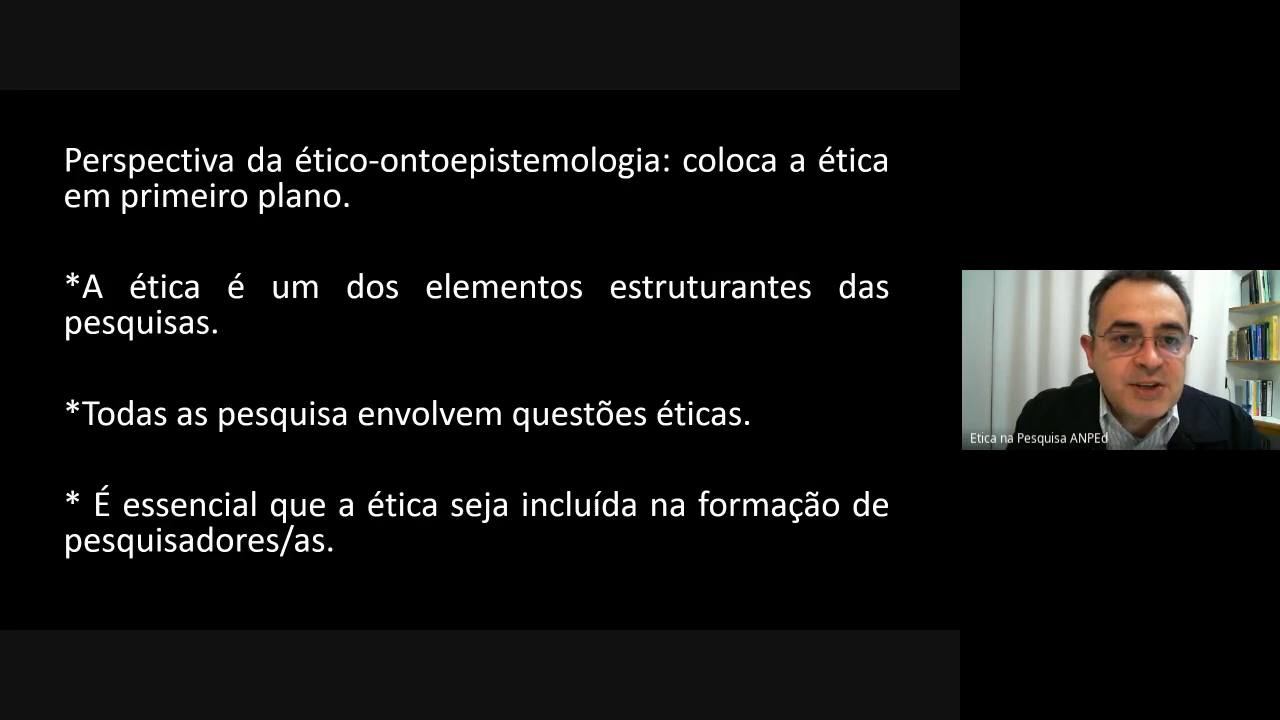 Perspectiva da ético-ontoepistemologia: coloca a ética
em primeiro plano.
*A ética é um dos elementos estruturantes das
pesquisas.
*Todas as pesquisa envolvem questões éticas.
* É essencial que a ética seja incluída na formação de
pesquisadores/as.
Etica na Pesquisa ANPEd